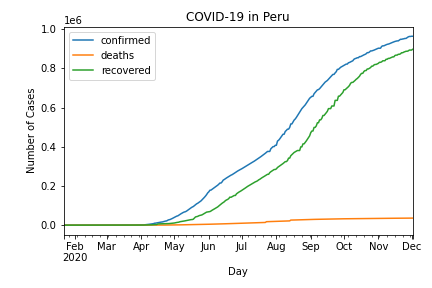 COVID-19 in Peru
1e6
confirmed
deaths
recovered
1.0
0.8
0.6
0.4
0.2
0.0
Number of Cases
Feb Mar Apr May Jun Jul Aug Sep Oct Nov Dec
2020
Day